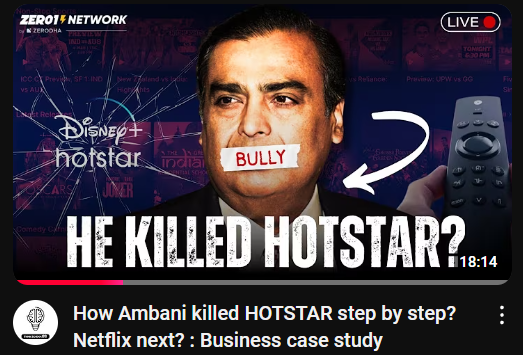 ZERO1 NETWORK
by ZERODHA
LIVE
Disney+
hotstar
BULLY
HE KILLED HOTSTAR?
18:14
How Ambani killed HOTSTAR step by step?
Netflix next? : Business case study